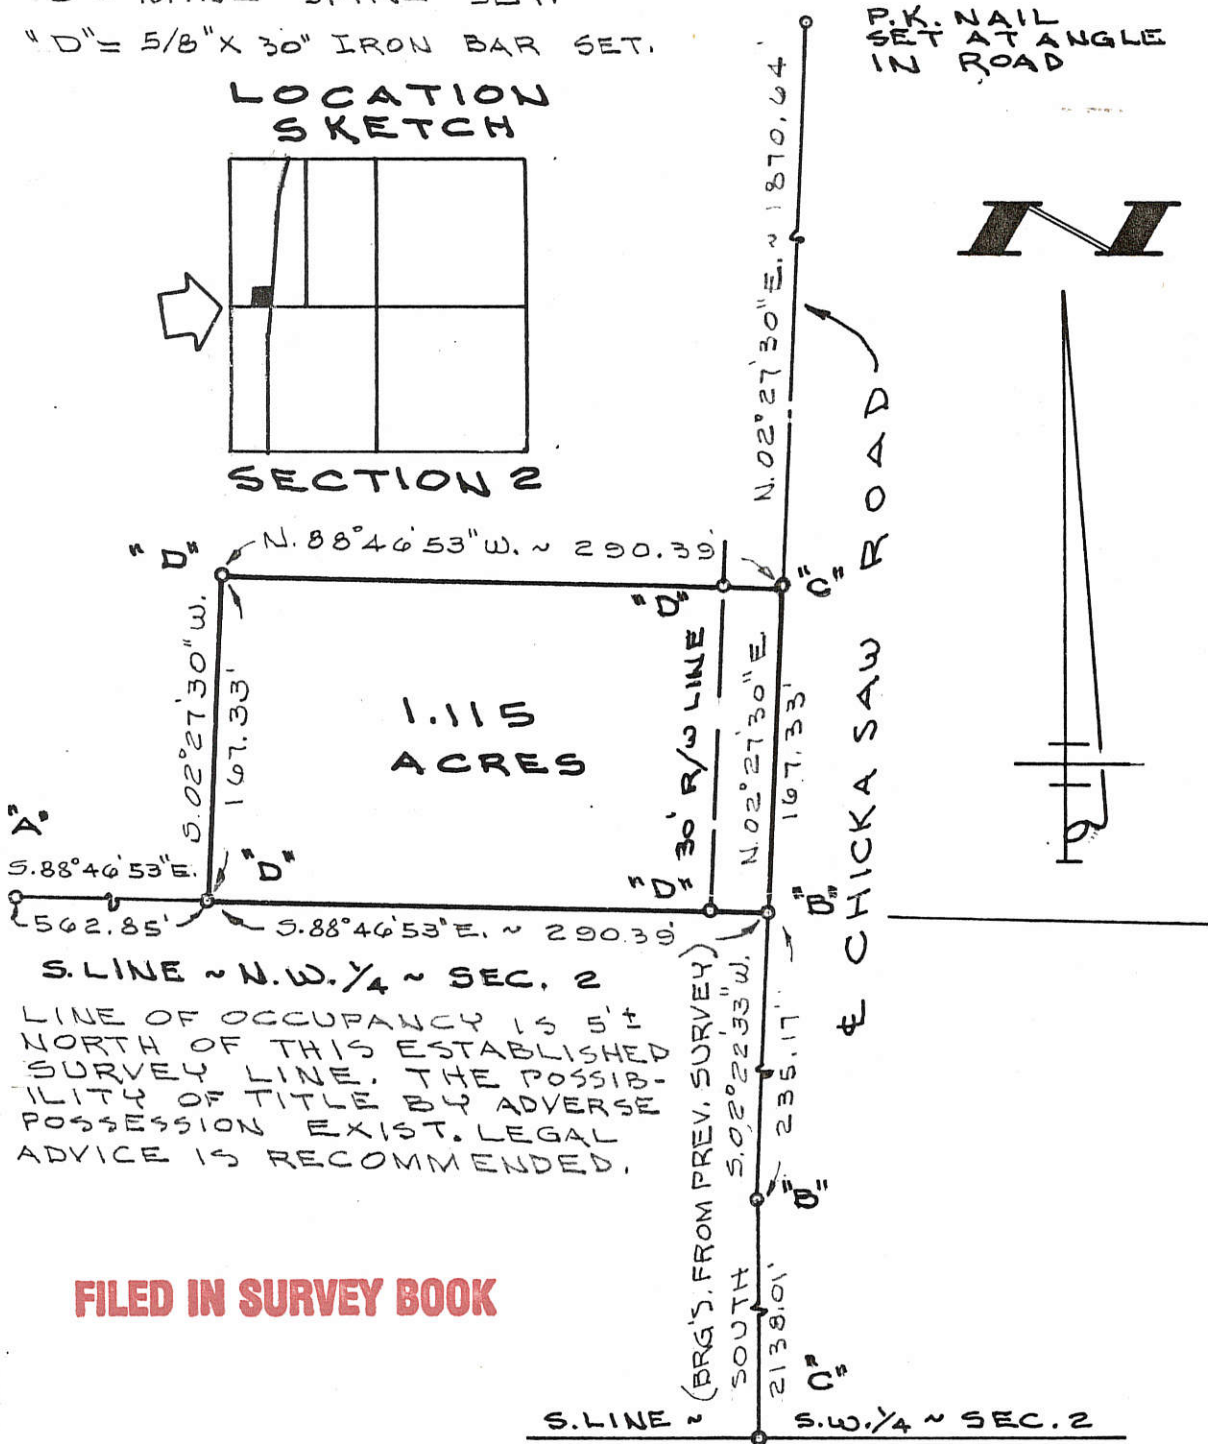 "D"= 5/8"X 30" IRON BAR SET.
P.K. NAIL
SET AT ANGLE
IN ROAD
LOCATION
SKETCH
SECTION 2
N
N.02°27'30"E. ~ 1870.64'
℄ CHICKASAW ROAD
"D"
N.88°46'53"W. ~ 290.39'
"C"
"D"
S.02°27'30"W.
167.33'
1.115
ACRES
30' R/W LINE
N.02°27'30"E
167.33'
"A"
S.88°46'53"E.
562.85'
"D"
"D"
"B"
S.88°46'53"E. ~ 290.39'
S.LINE ~ N.W.1/4 ~ SEC. 2
LINE OF OCCUPANCY IS 5'±
NORTH OF THIS ESTABLISHED
SURVEY LINE. THE POSSIB-
ILITY OF TITLE BY ADVERSE
POSSESSION EXIST. LEGAL
ADVICE IS RECOMMENDED.
(BRG'S. FROM PREV. SURVEY)
S.02°22'33"W.
235.17'
"B"
SOUTH
2138.01'
"C"
FILED IN SURVEY BOOK
S.LINE ~ S.W.1/4 ~ SEC.2